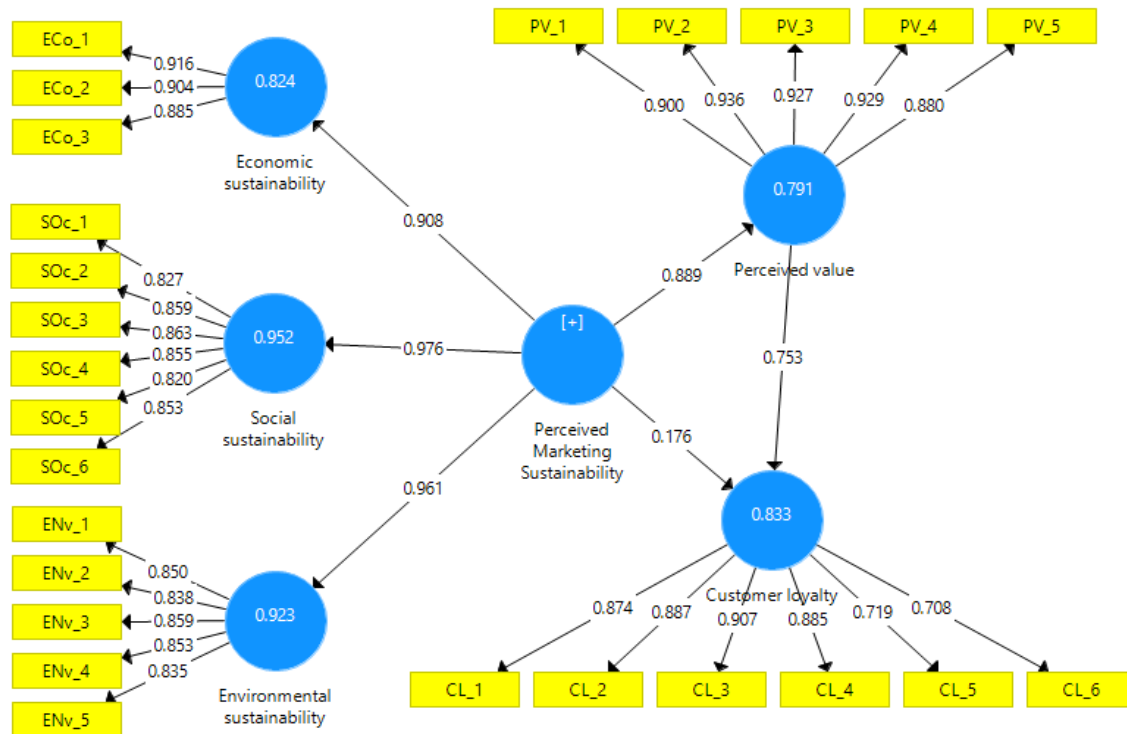 ECo_1
ECo_2
ECo_3
0.916
0.904
0.885
0.824
Economic
sustainability
SOc_1
SOc_2
SOc_3
SOc_4
SOc_5
SOc_6
0.827
0.859
0.863
0.855
0.820
0.853
0.952
Social
sustainability
ENv_1
ENv_2
ENv_3
ENv_4
ENv_5
0.850
0.838
0.859
0.853
0.835
0.923
Environmental
sustainability
0.908
0.976
0.961
[+]
Perceived
Marketing
Sustainability
0.889
0.176
PV_1
PV_2
PV_3
PV_4
PV_5
0.900
0.936
0.927
0.929
0.880
0.791
Perceived value
0.753
0.833
Customer loyalty
0.874
0.887
0.907
0.885
0.719
0.708
CL_1
CL_2
CL_3
CL_4
CL_5
CL_6